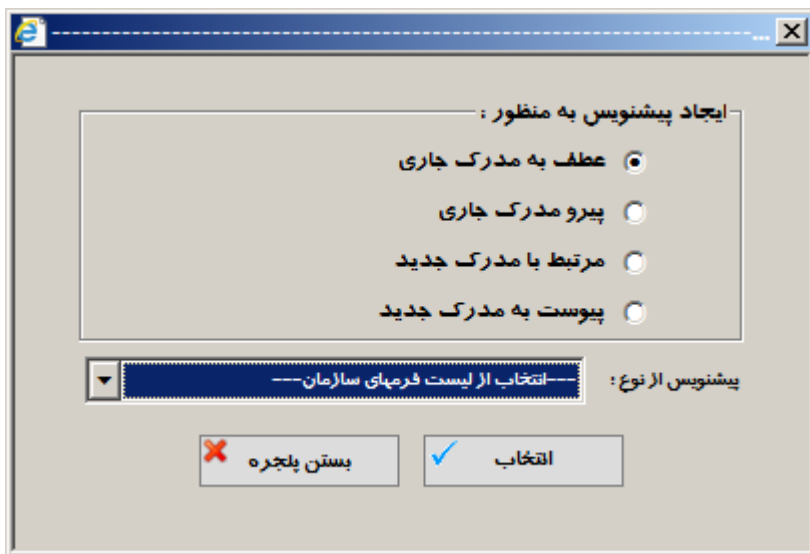 ایجاد پیشنویس به منظور :
عطف به مدرک جاری
پیرو مدرک جاری
مرتبط با مدرک جدید
پیوست به مدرک جدید
پیشنویس از نوع :
---انتخاب از لیست فرمهای سازمان---
انتخاب
بستن پنجره